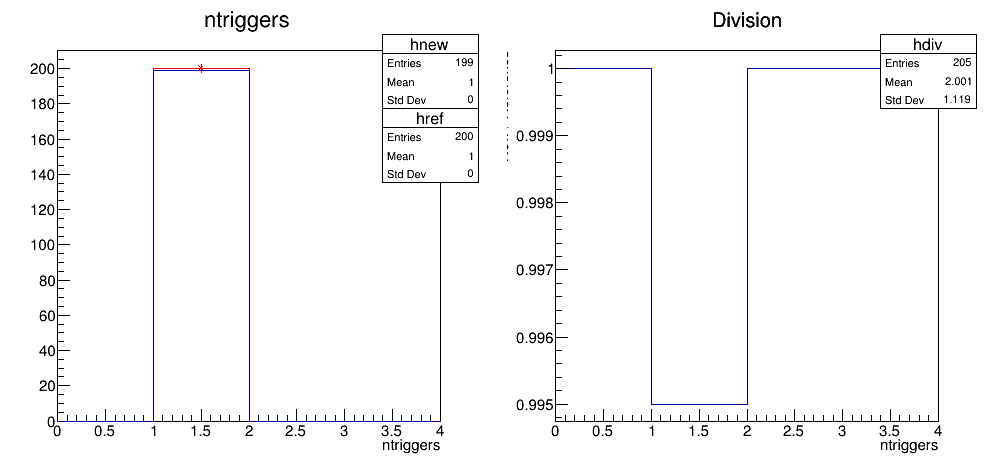 ntriggers
hnew
Entries 199
Mean 1
Std Dev 0
href
Entries 200
Mean 1
Std Dev 0
200
180
160
140
120
100
80
60
40
20
0
0 0.5 1 1.5 2 2.5 3 3.5 4
ntriggers
Division
hdiv
Entries 205
Mean 2.001
Std Dev 1.119
1
0.999
0.998
0.997
0.996
0.995
0 0.5 1 1.5 2 2.5 3 3.5 4
ntriggers